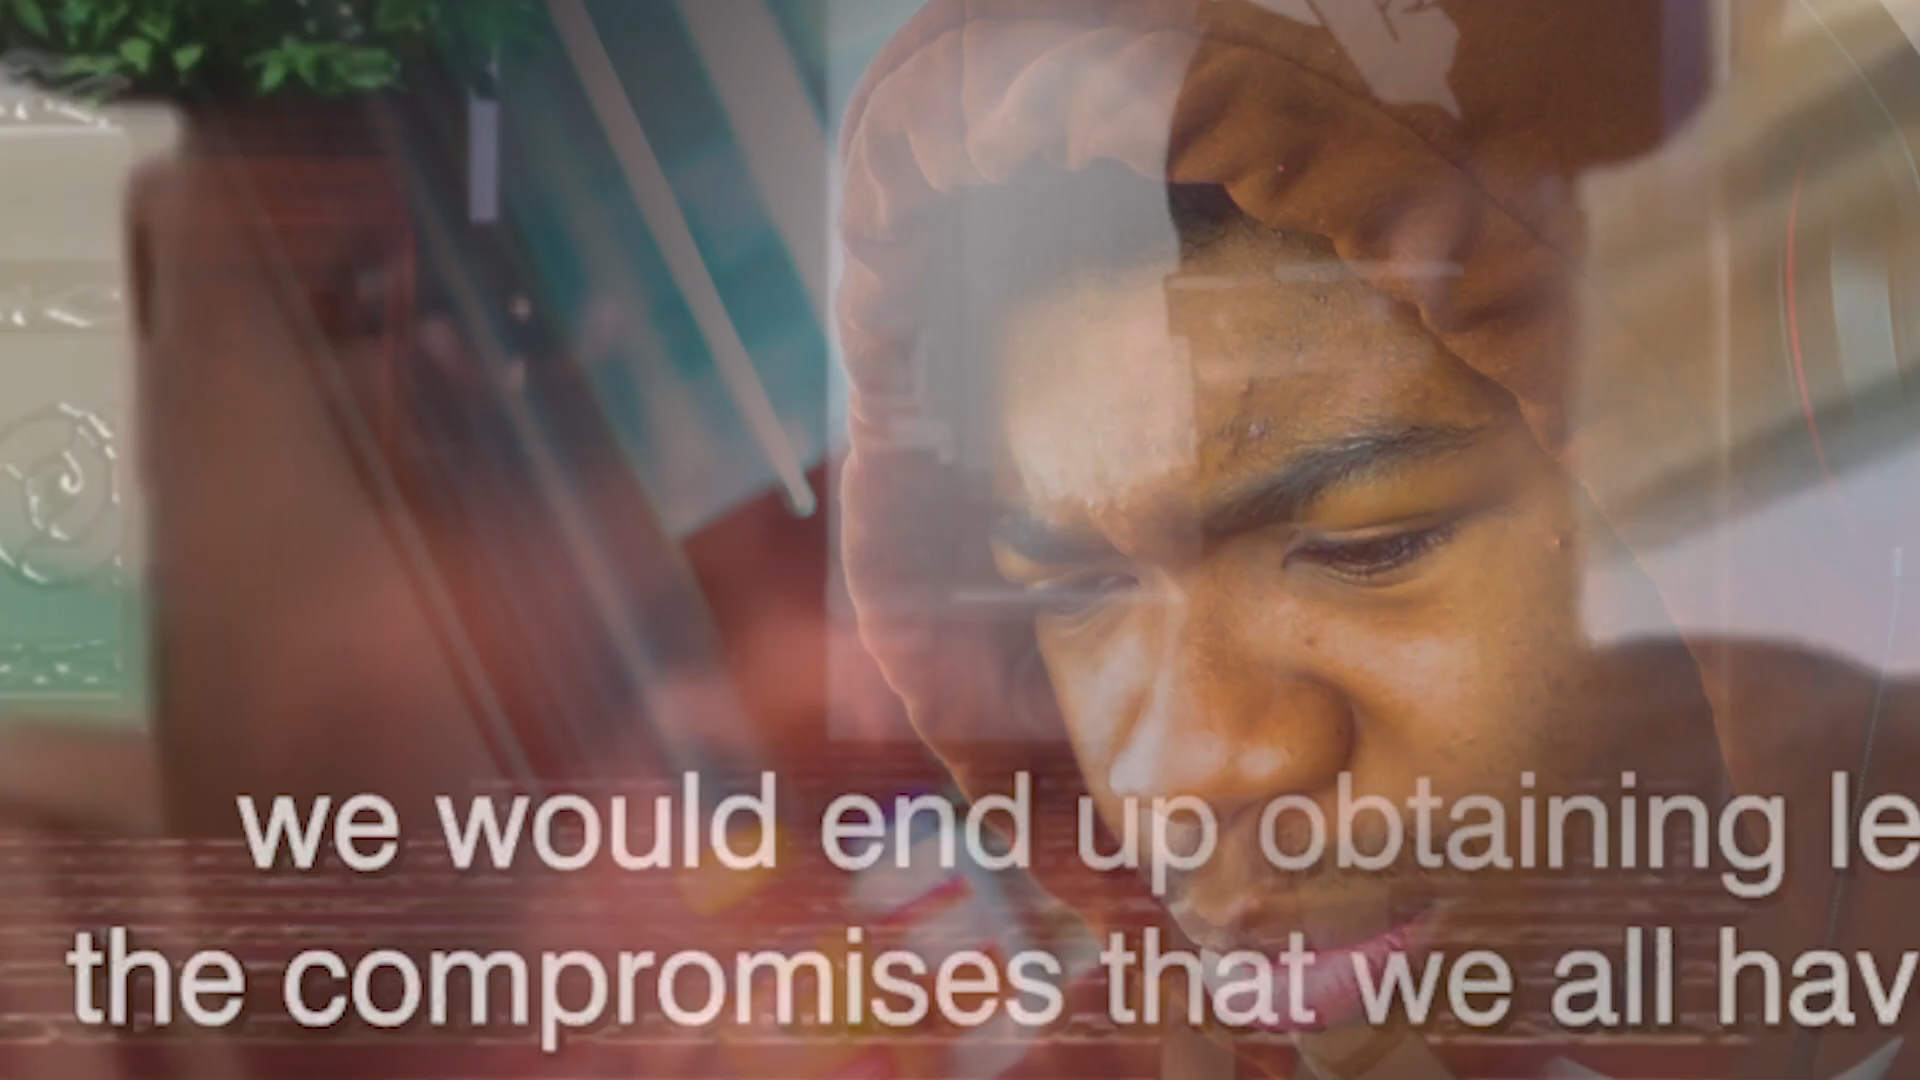 we would end up obtaining le
the compromises that we all hav